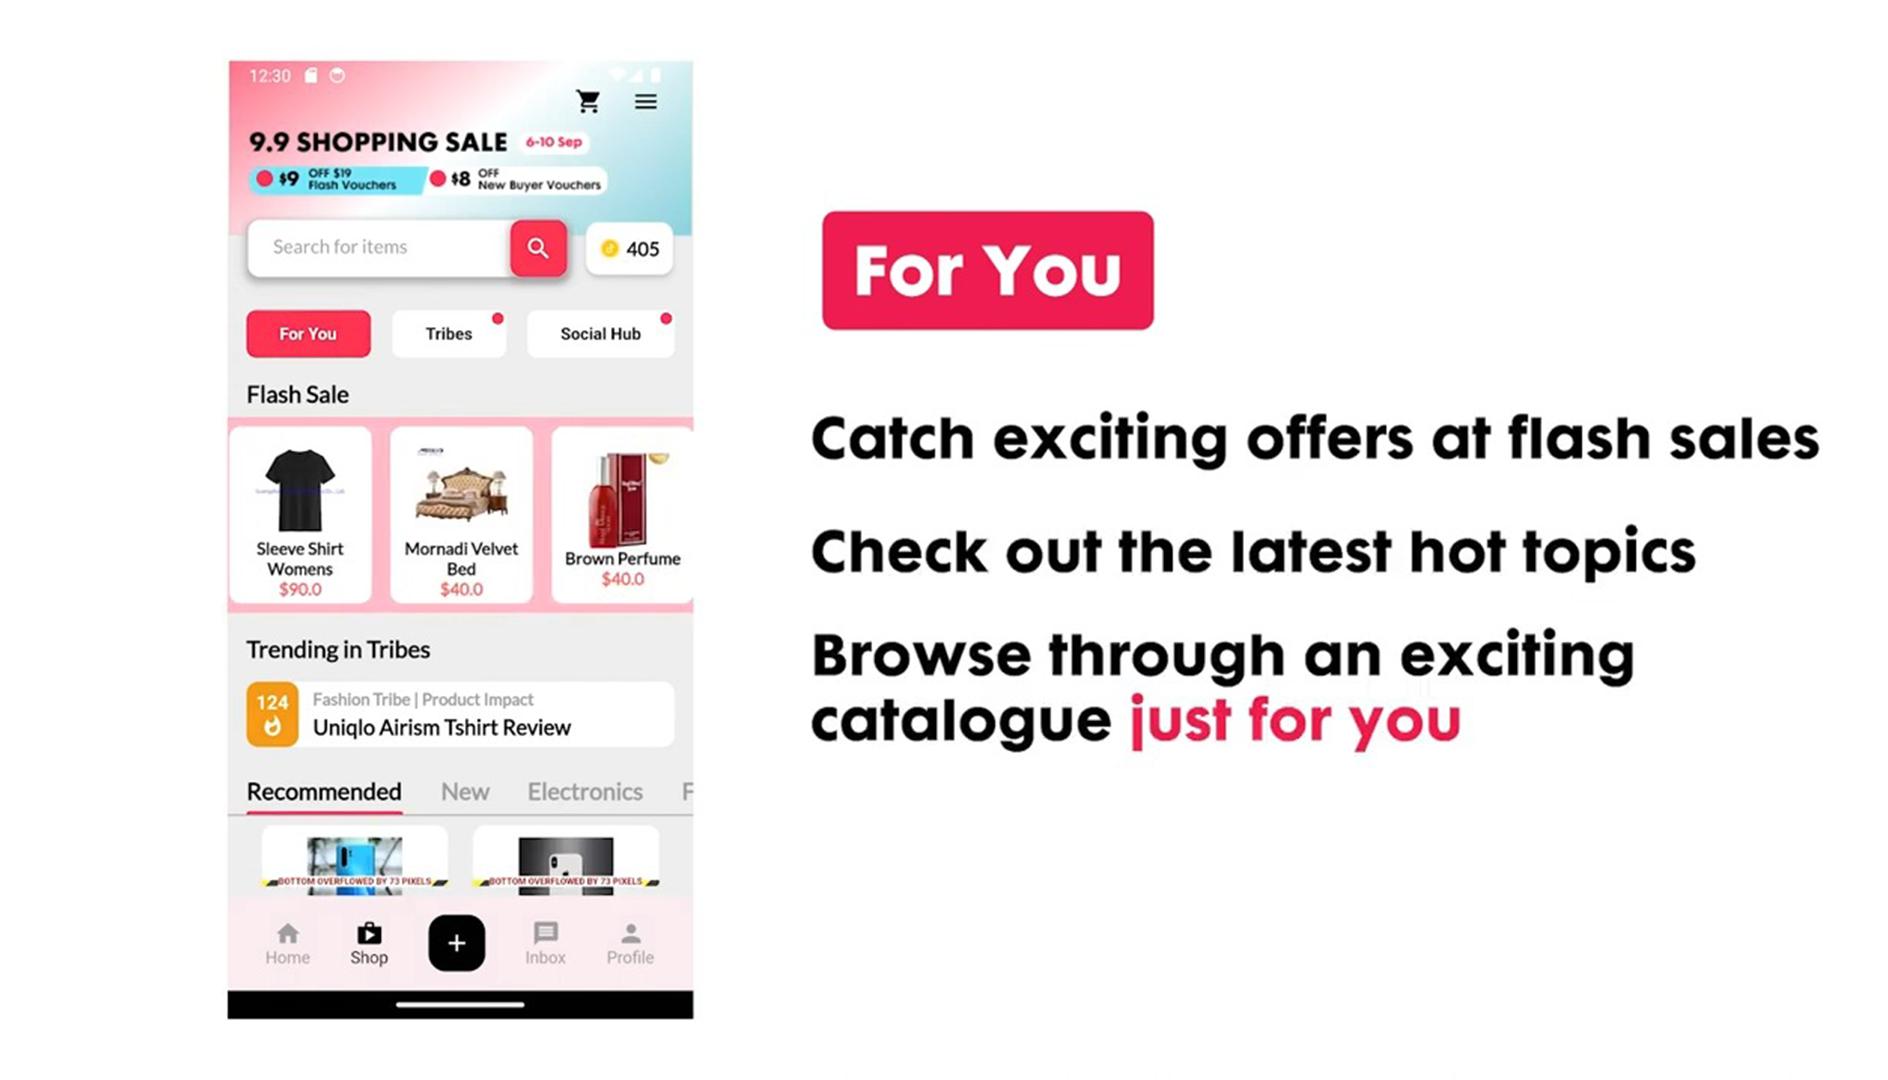 12:30
9.9 SHOPPING SALE 6-10 Sep
$9 OFF $19 Flash Vouchers $8 OFF New Buyer Vouchers
Search for items 405
For You Tribes Social Hub
Flash Sale
Sleeve Shirt
Womens
$90.0
Mornadi Velvet
Bed
$40.0
Brown Perfume
$40.0
Trending in Tribes
124
Fashion Tribe | Product Impact
Uniqlo Airism Tshirt Review
Recommended New Electronics F
BOTTOM OVERFLOWED BY 73 PIXELS BOTTOM OVERFLOWED BY 73 PIXELS
Home Shop + Inbox Profile
For You
Catch exciting offers at flash sales
Check out the latest hot topics
Browse through an exciting
catalogue just for you